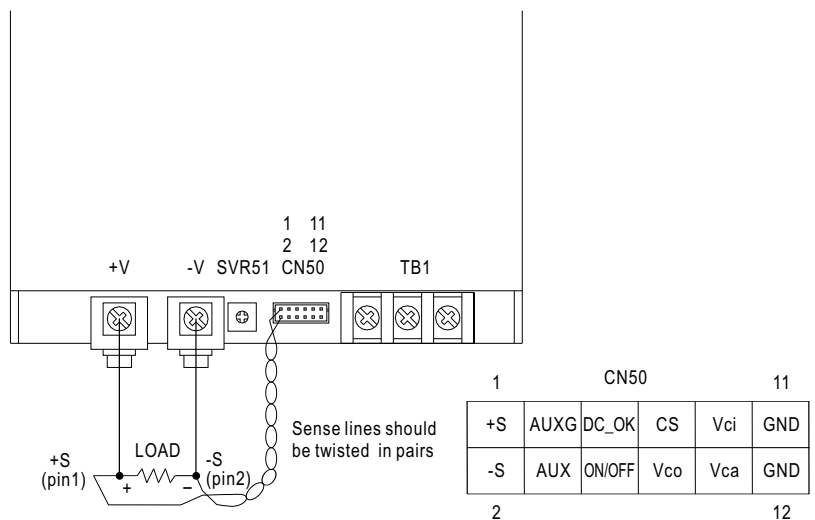 1 11
2 12
+V -V SVR51 CN50 TB1
Sense lines should
be twisted in pairs
LOAD
+S
(pin1)
-S
(pin2)
+ −
CN50
1 11
+S AUXG DC_OK CS Vci GND
-S AUX ON/OFF Vco Vca GND
2 12